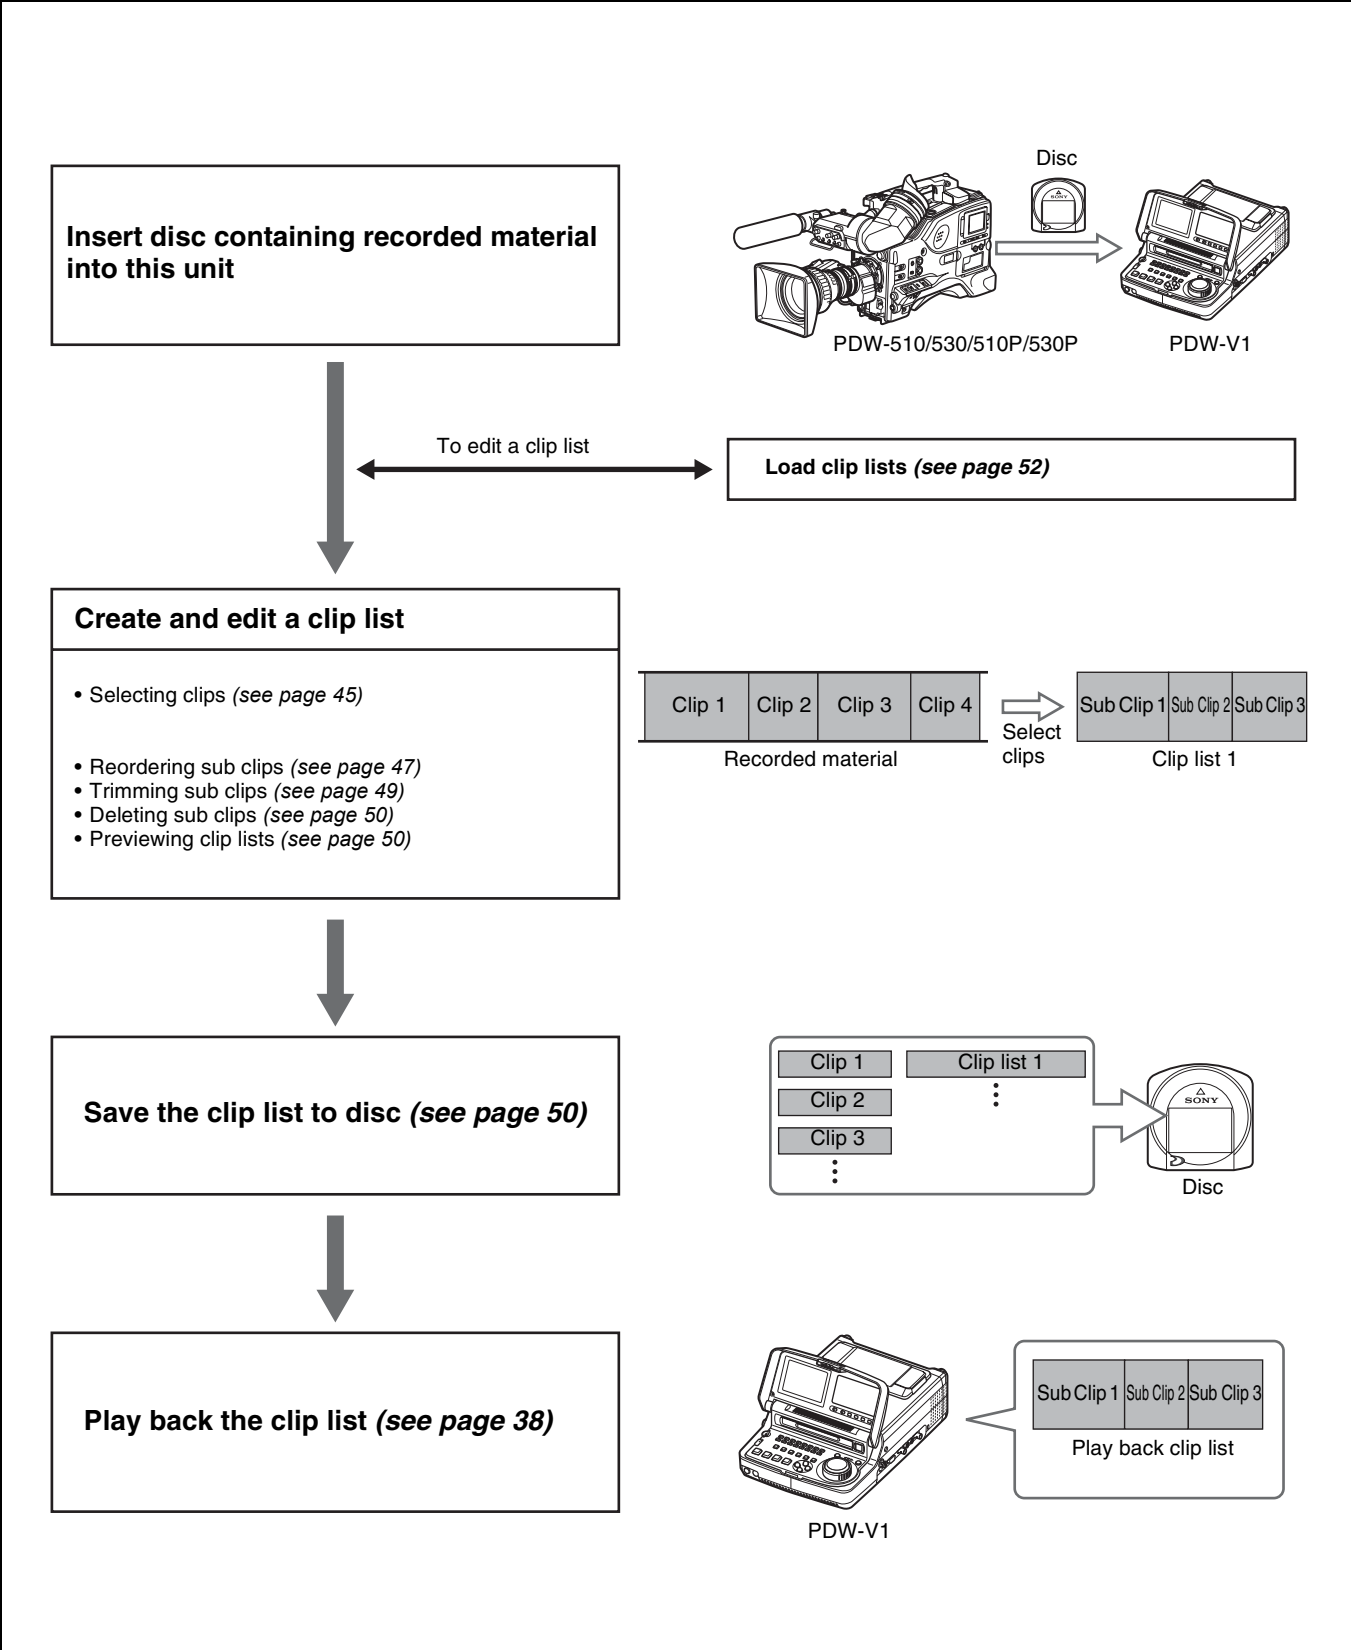 Disc
SONY
Insert disc containing recorded material
into this unit
PDW-510/530/510P/530P
PDW-V1
To edit a clip list
Load clip lists (see page 52)
Create and edit a clip list
• Selecting clips (see page 45)
• Reordering sub clips (see page 47)
• Trimming sub clips (see page 49)
• Deleting sub clips (see page 50)
• Previewing clip lists (see page 50)
Clip 1
Clip 2
Clip 3
Clip 4
Recorded material
Select
clips
Sub Clip 1
Sub Clip 2
Sub Clip 3
Clip list 1
Save the clip list to disc (see page 50)
Clip 1
Clip 2
Clip 3
Clip list 1
SONY
Disc
Play back the clip list (see page 38)
PDW-V1
Sub Clip 1
Sub Clip 2
Sub Clip 3
Play back clip list